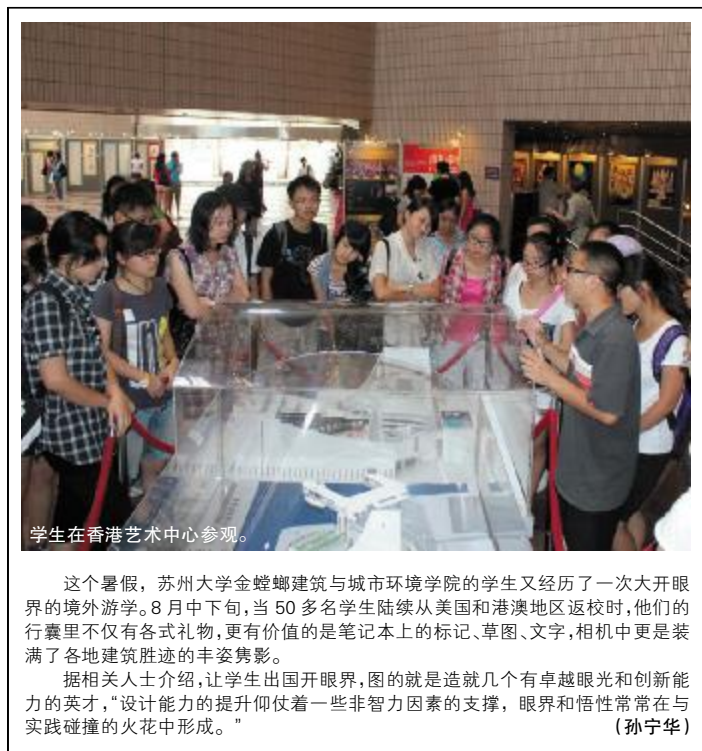 学生在香港艺术中心参观。
这个暑假，苏州大学金螳螂建筑与城市环境学院的学生又经历了一次大开眼
界的境外游学。8月中下旬，当50多名学生陆续从美国和港澳地区返校时，他们的
行囊里不仅有各式礼物，更有价值的是笔记本上的标记、草图、文字，相机中更是装
满了各地建筑胜迹的丰姿隽影。
据相关人士介绍，让学生出国开眼界，图的就是造就几个有卓越眼光和创新能
力的英才，“设计能力的提升仰仗着一些非智力因素的支撑，眼界和悟性常常在与
实践碰撞的火花中形成。”
（孙宁华）